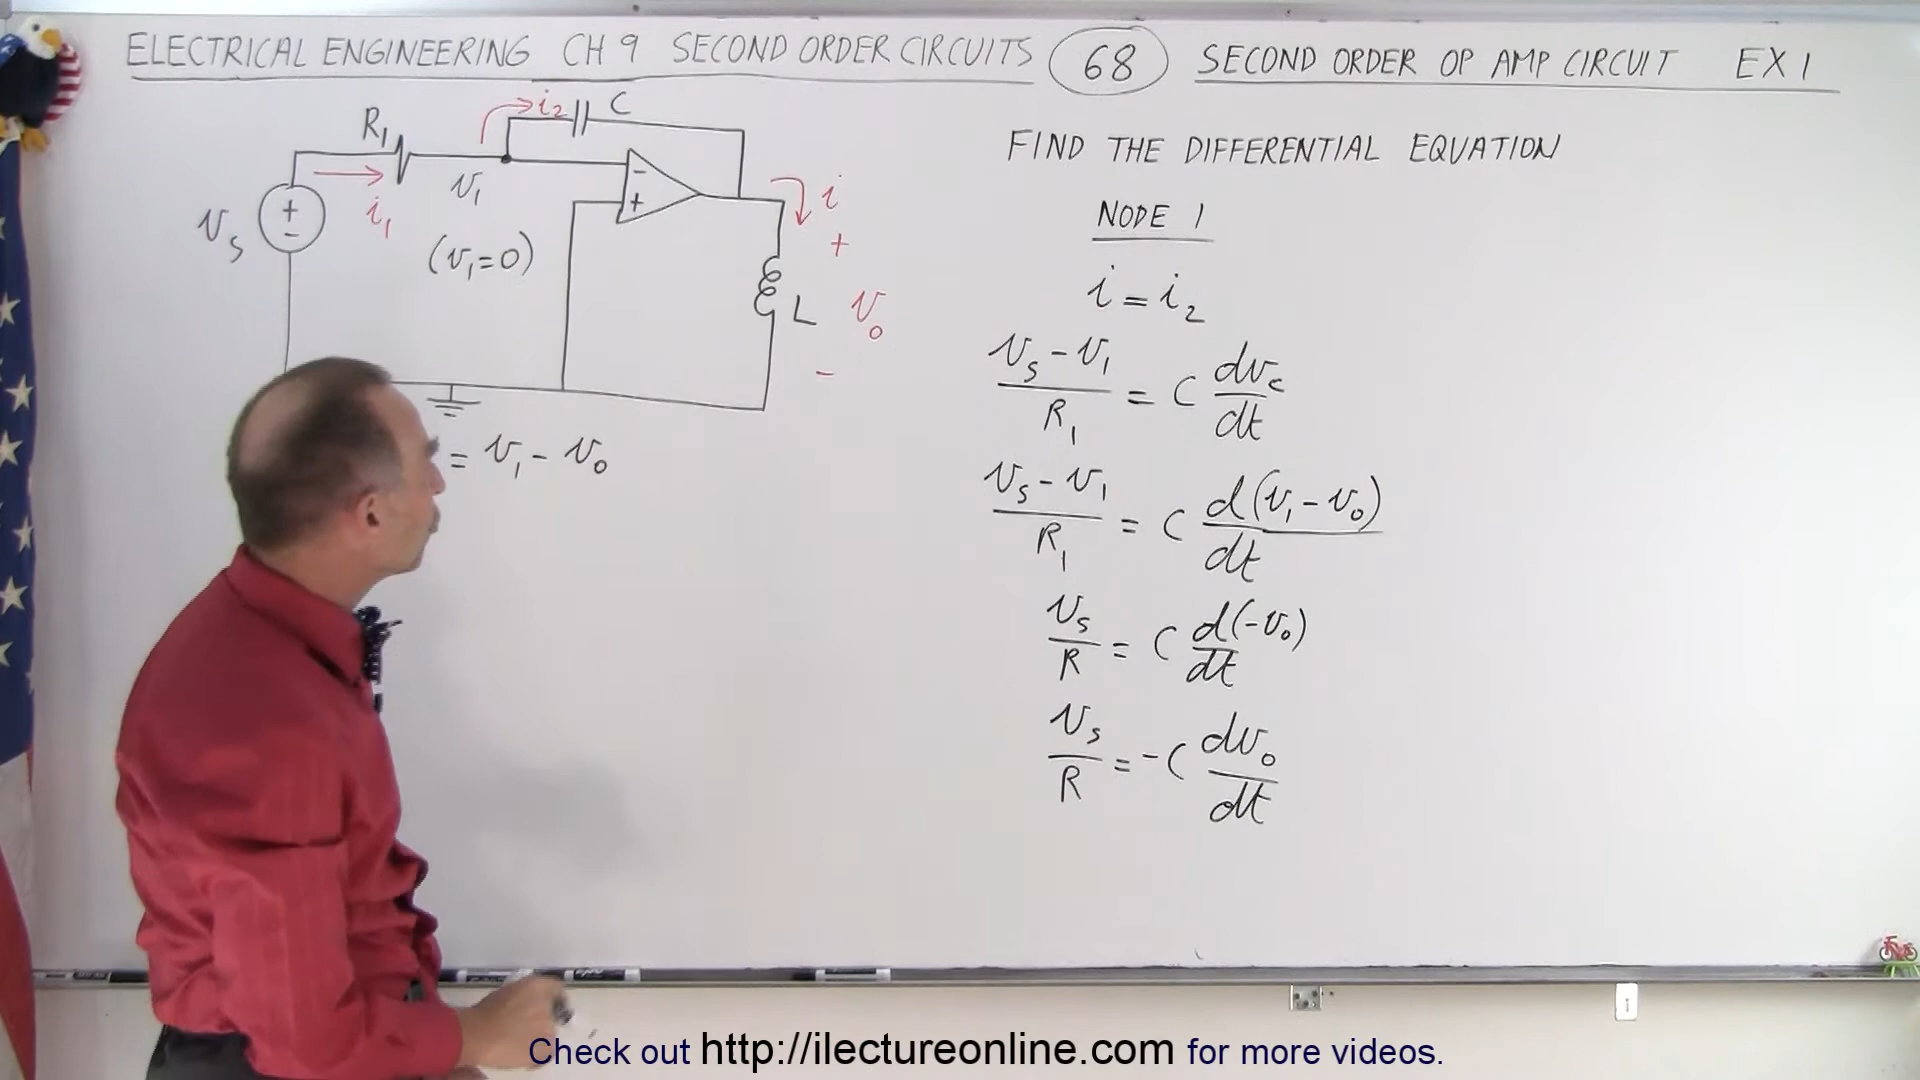 ELECTRICAL ENGINEERING CH 9 SECOND ORDER CIRCUITS 68 SECOND ORDER OP AMP CIRCUIT EX 1
R₁ i₂ C
v₁
- +
i₁
vₛ + -
(v₁=0)
i
+
L v₀
-
= v₁ - v₀
FIND THE DIFFERENTIAL EQUATION
NODE 1
i = i₂
(vₛ - v₁)/R₁ = C dv_c/dt
(vₛ - v₁)/R₁ = C d(v₁ - v₀)/dt
vₛ/R = C d(-v₀)/dt
vₛ/R = -C dv₀/dt
Check out http://ilectureonline.com for more videos.